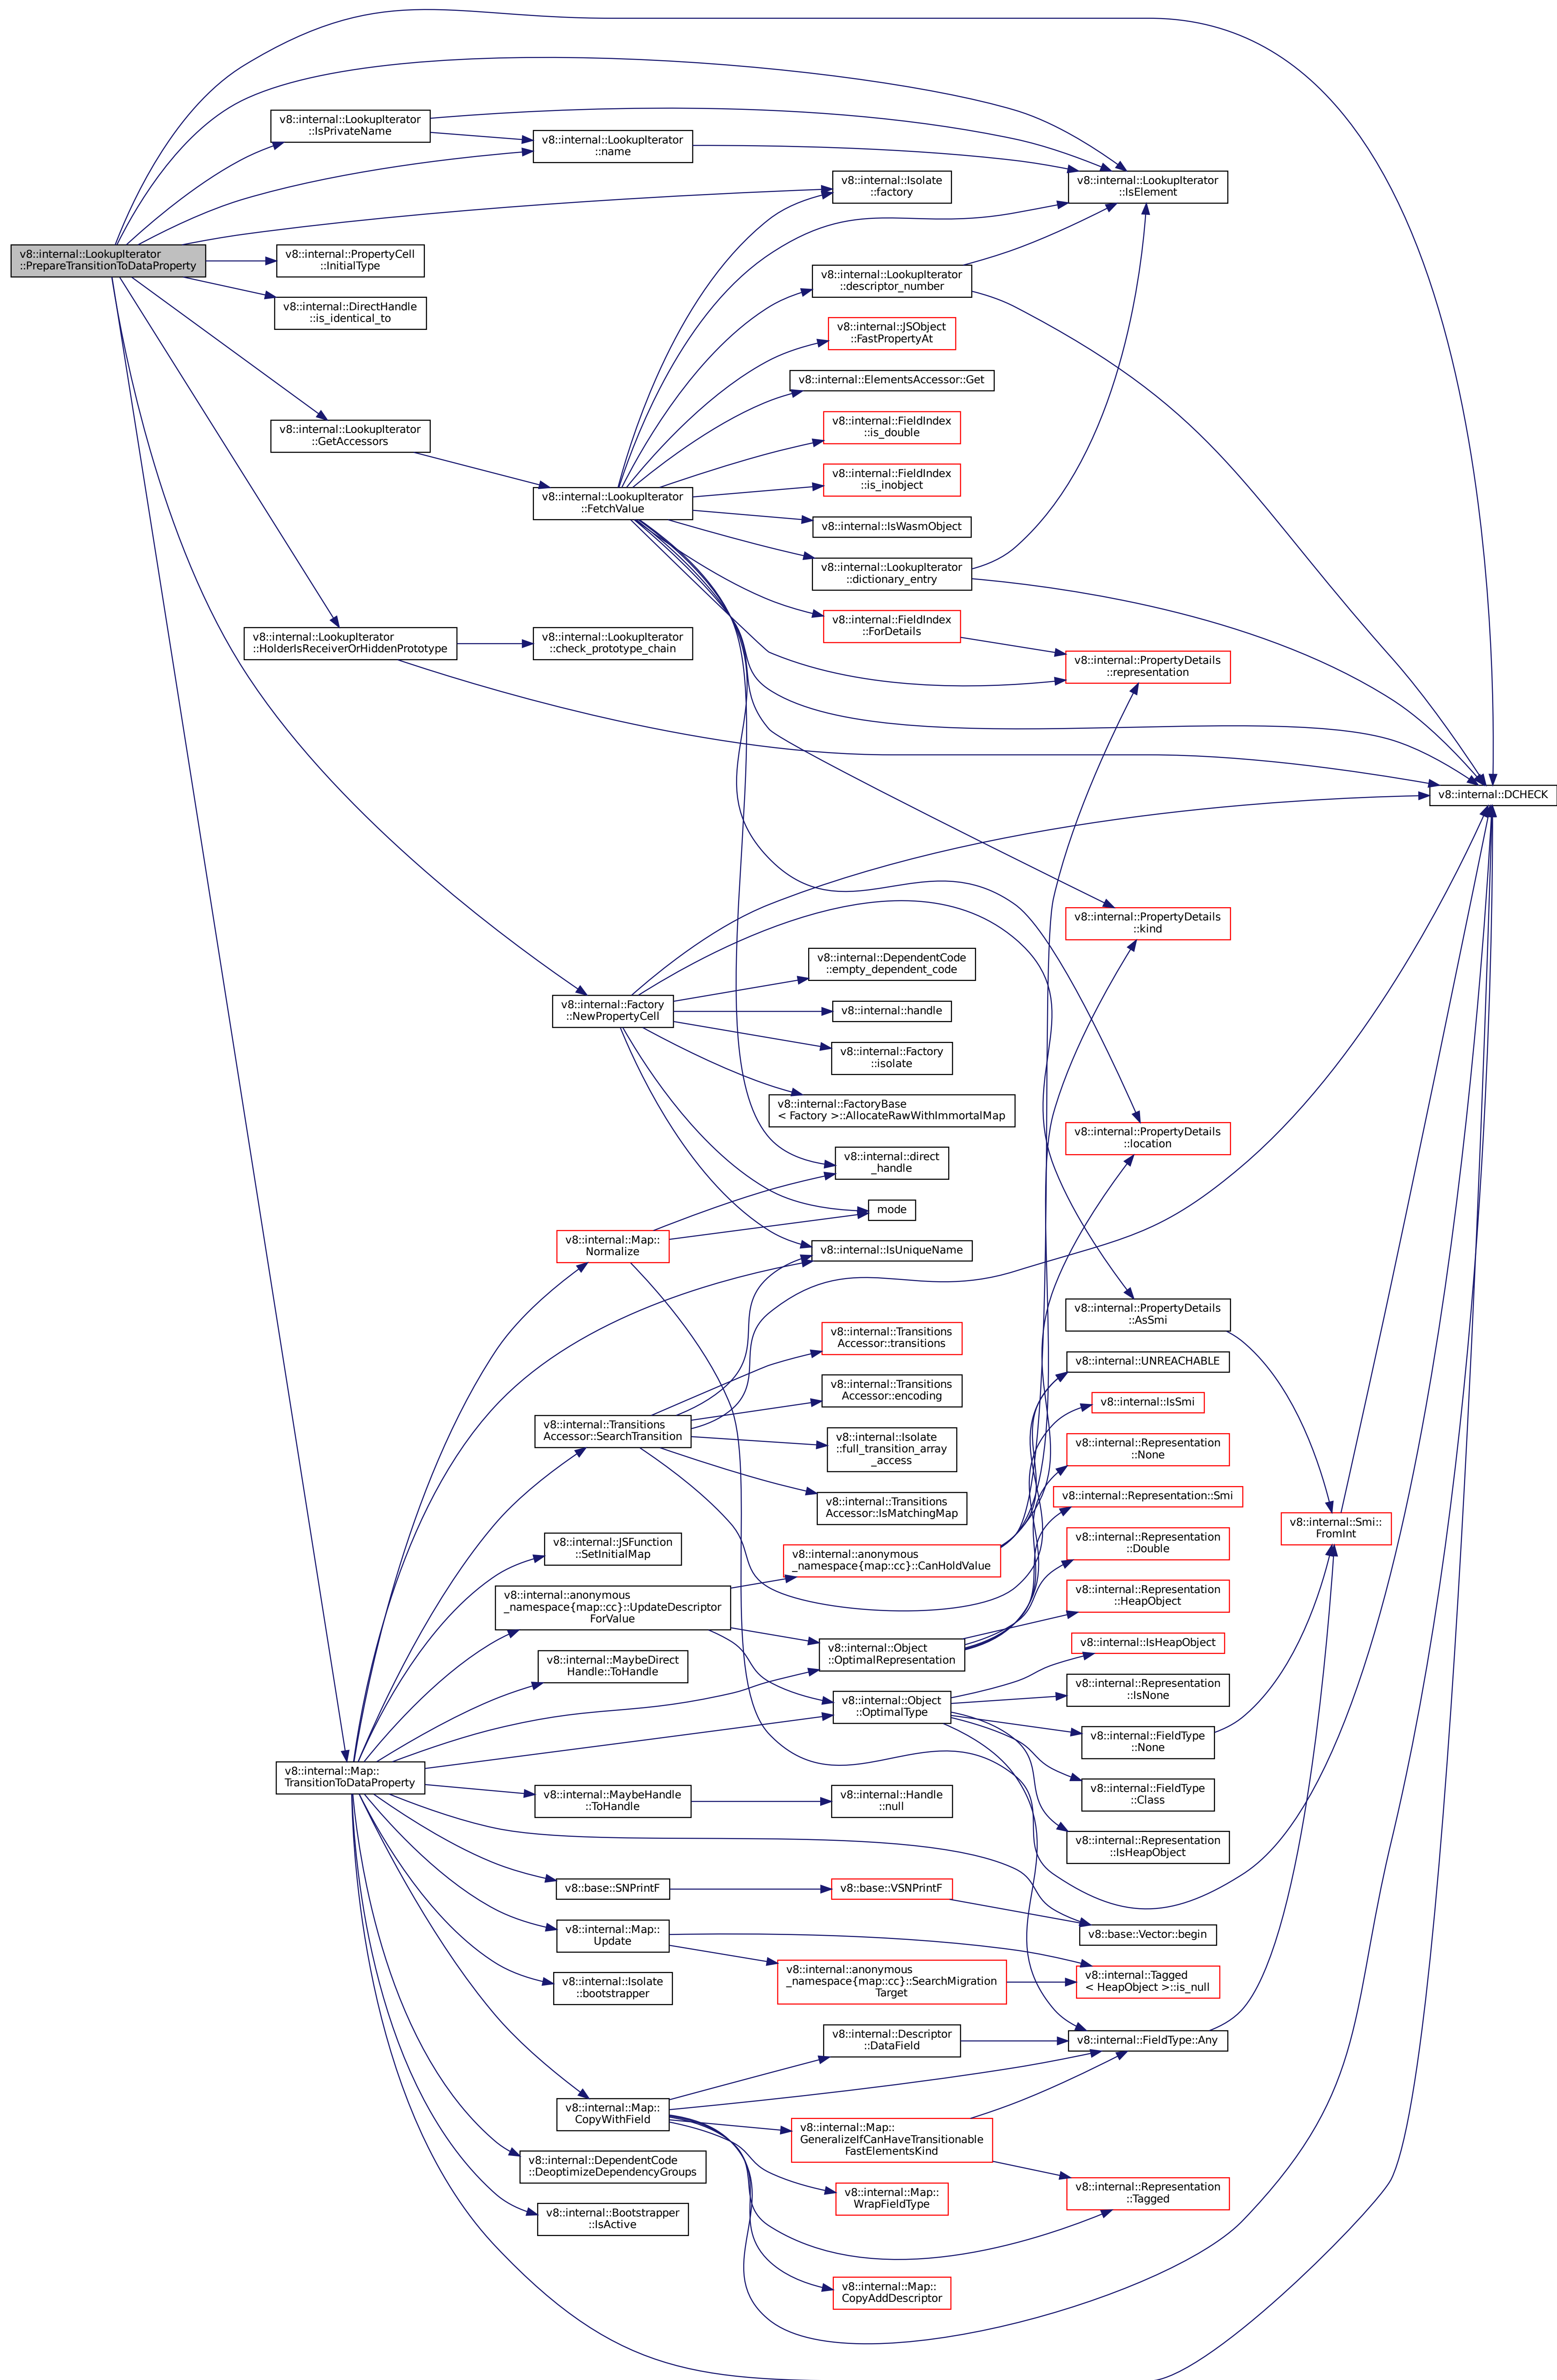 v8::internal::LookupIterator
::PrepareTransitionToDataProperty
v8::internal::LookupIterator
::IsPrivateName
v8::internal::LookupIterator
::name
v8::internal::Isolate
::factory
v8::internal::LookupIterator
::IsElement
v8::internal::PropertyCell
::InitialType
v8::internal::DirectHandle
::is_identical_to
v8::internal::LookupIterator
::descriptor_number
v8::internal::JSObject
::FastPropertyAt
v8::internal::ElementsAccessor::Get
v8::internal::LookupIterator
::GetAccessors
v8::internal::FieldIndex
::is_double
v8::internal::FieldIndex
::is_inobject
v8::internal::LookupIterator
::FetchValue
v8::internal::IsWasmObject
v8::internal::LookupIterator
::dictionary_entry
v8::internal::FieldIndex
::ForDetails
v8::internal::LookupIterator
::HolderIsReceiverOrHiddenPrototype
v8::internal::LookupIterator
::check_prototype_chain
v8::internal::PropertyDetails
::representation
v8::internal::DCHECK
v8::internal::PropertyDetails
::kind
v8::internal::DependentCode
::empty_dependent_code
v8::internal::Factory
::NewPropertyCell
v8::internal::handle
v8::internal::Factory
::isolate
v8::internal::FactoryBase
< Factory >::AllocateRawWithImmortalMap
v8::internal::PropertyDetails
::location
v8::internal::direct
_handle
mode
v8::internal::Map::
Normalize
v8::internal::IsUniqueName
v8::internal::PropertyDetails
::AsSmi
v8::internal::Transitions
Accessor::transitions
v8::internal::UNREACHABLE
v8::internal::Transitions
Accessor::encoding
v8::internal::IsSmi
v8::internal::Transitions
Accessor::SearchTransition
v8::internal::Isolate
::full_transition_array
_access
v8::internal::Representation
::None
v8::internal::Transitions
Accessor::IsMatchingMap
v8::internal::Representation::Smi
v8::internal::Smi::
FromInt
v8::internal::JSFunction
::SetInitialMap
v8::internal::anonymous
_namespace{map::cc}::CanHoldValue
v8::internal::Representation
::Double
v8::internal::anonymous
_namespace{map::cc}::UpdateDescriptor
ForValue
v8::internal::Representation
::HeapObject
v8::internal::MaybeDirect
Handle::ToHandle
v8::internal::Object
::OptimalRepresentation
v8::internal::IsHeapObject
v8::internal::Object
::OptimalType
v8::internal::Representation
::IsNone
v8::internal::FieldType
::None
v8::internal::Map::
TransitionToDataProperty
v8::internal::MaybeHandle
::ToHandle
v8::internal::Handle
::null
v8::internal::FieldType
::Class
v8::internal::Representation
::IsHeapObject
v8::base::SNPrintF
v8::base::VSNPrintF
v8::base::Vector::begin
v8::internal::Map::
Update
v8::internal::anonymous
_namespace{map::cc}::SearchMigration
Target
v8::internal::Tagged
< HeapObject >::is_null
v8::internal::Isolate
::bootstrapper
v8::internal::Descriptor
::DataField
v8::internal::FieldType::Any
v8::internal::Map::
CopyWithField
v8::internal::Map::
GeneralizeIfCanHaveTransitionable
FastElementsKind
v8::internal::DependentCode
::DeoptimizeDependencyGroups
v8::internal::Map::
WrapFieldType
v8::internal::Representation
::Tagged
v8::internal::Bootstrapper
::IsActive
v8::internal::Map::
CopyAddDescriptor